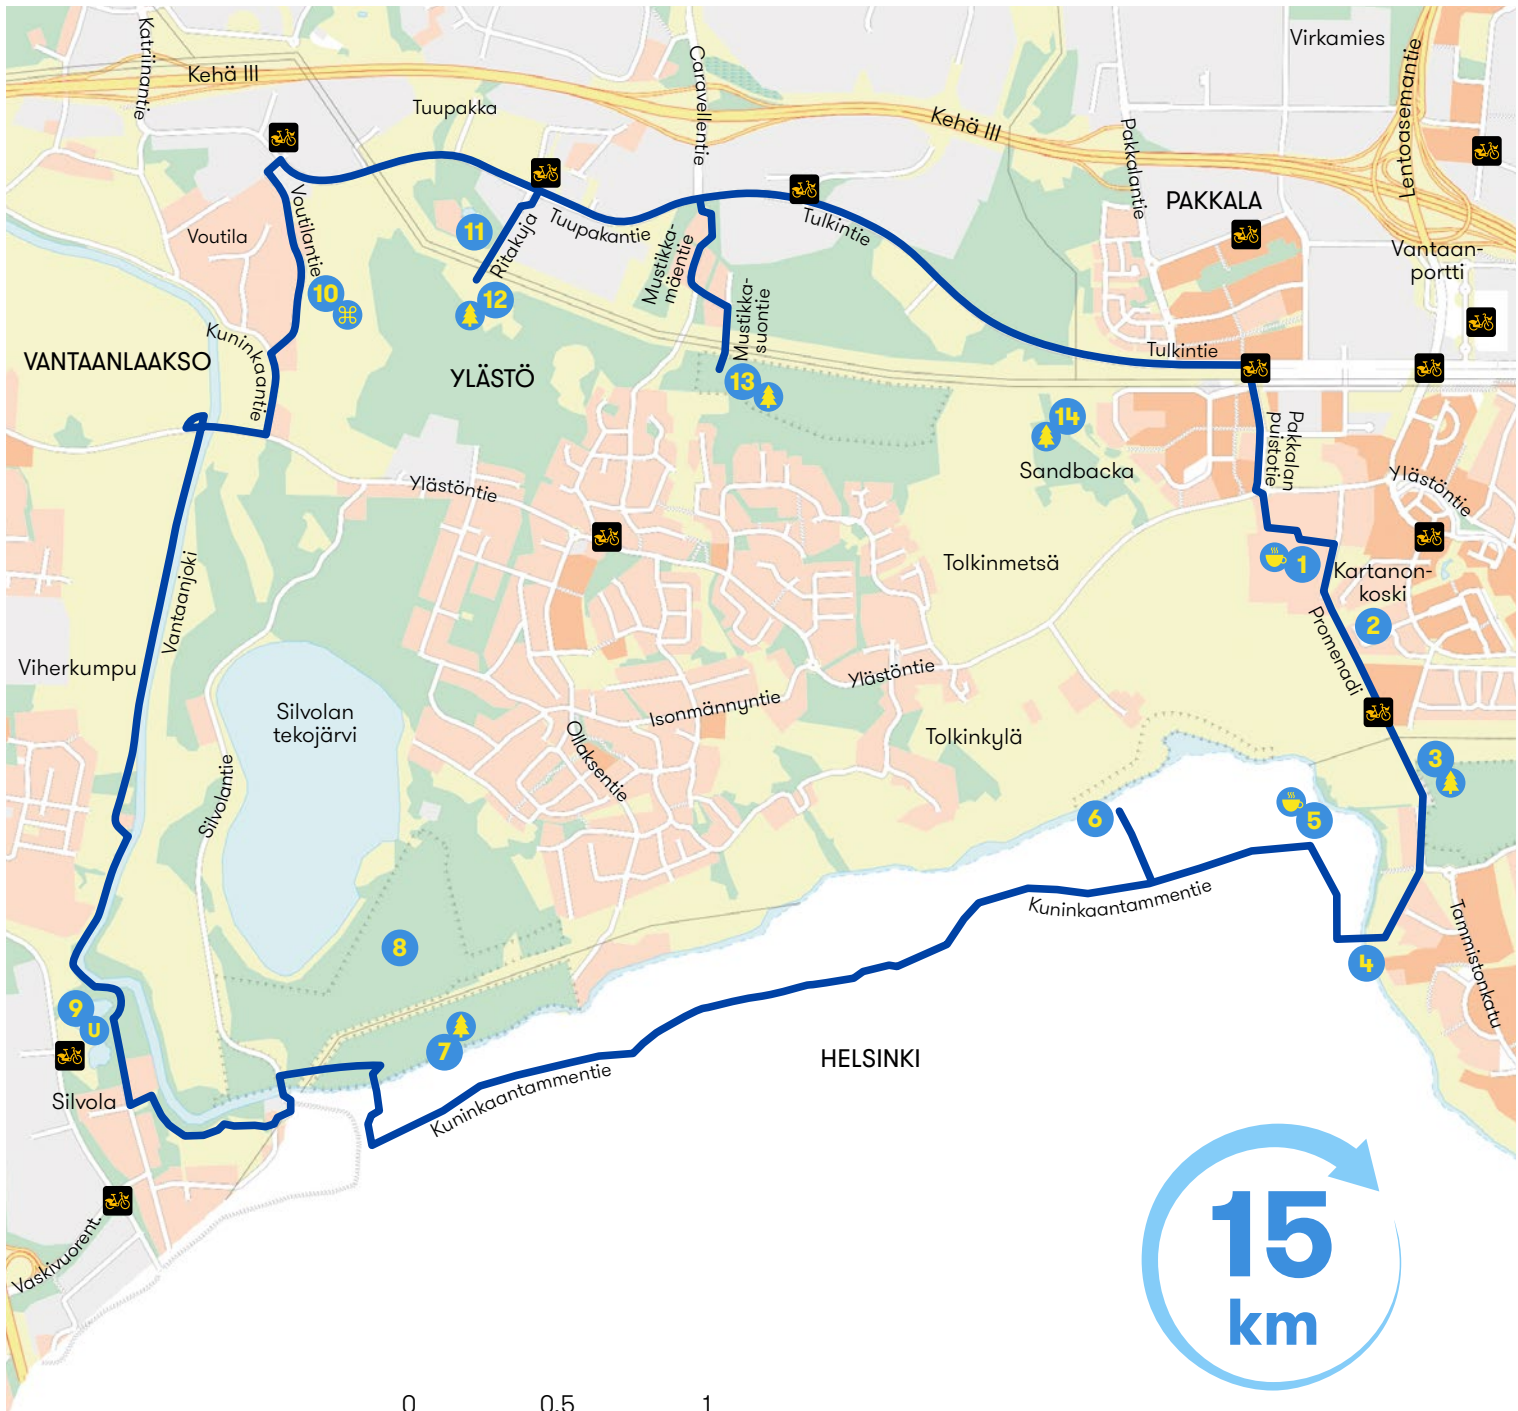 Virkamies
Katriinantie
Kehä III
Caravellentie
Lentoasemantie
Tuupakka
Kehä III
Pakkalantie
PAKKALA
Voutilantie
Voutila
11
Ritakuja
Tuupakantie
Tulkintie
Mustikka-
mäentie
Vantaan-
portti
10
⌘
12
Mustikka-
suontie
Kuninkaantie
VANTAANLAAKSO
YLÄSTÖ
Tulkintie
13
14
Sandbacka
Pakkalan
puistotie
Ylästöntie
Ylästöntie
Tolkinmetsä
1
Kartanon-
koski
2
Promenadi
Vantaanjoki
Viherkumpu
Silvolan
tekojärvi
Silvolantie
Isonmännyntie
Ylästöntie
Ollaksentie
Tolkinkylä
3
6
5
Kuninkaantammentie
Tammistonkatu
8
4
9
U
7
HELSINKI
Silvola
Kuninkaantammentie
Vaskivuorent.
15
km
0 0,5 1